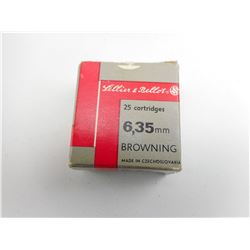 Sellier & Bellot
25 cartridges
6,35mm
BROWNING
MADE IN CZECHOSLOVAKIA